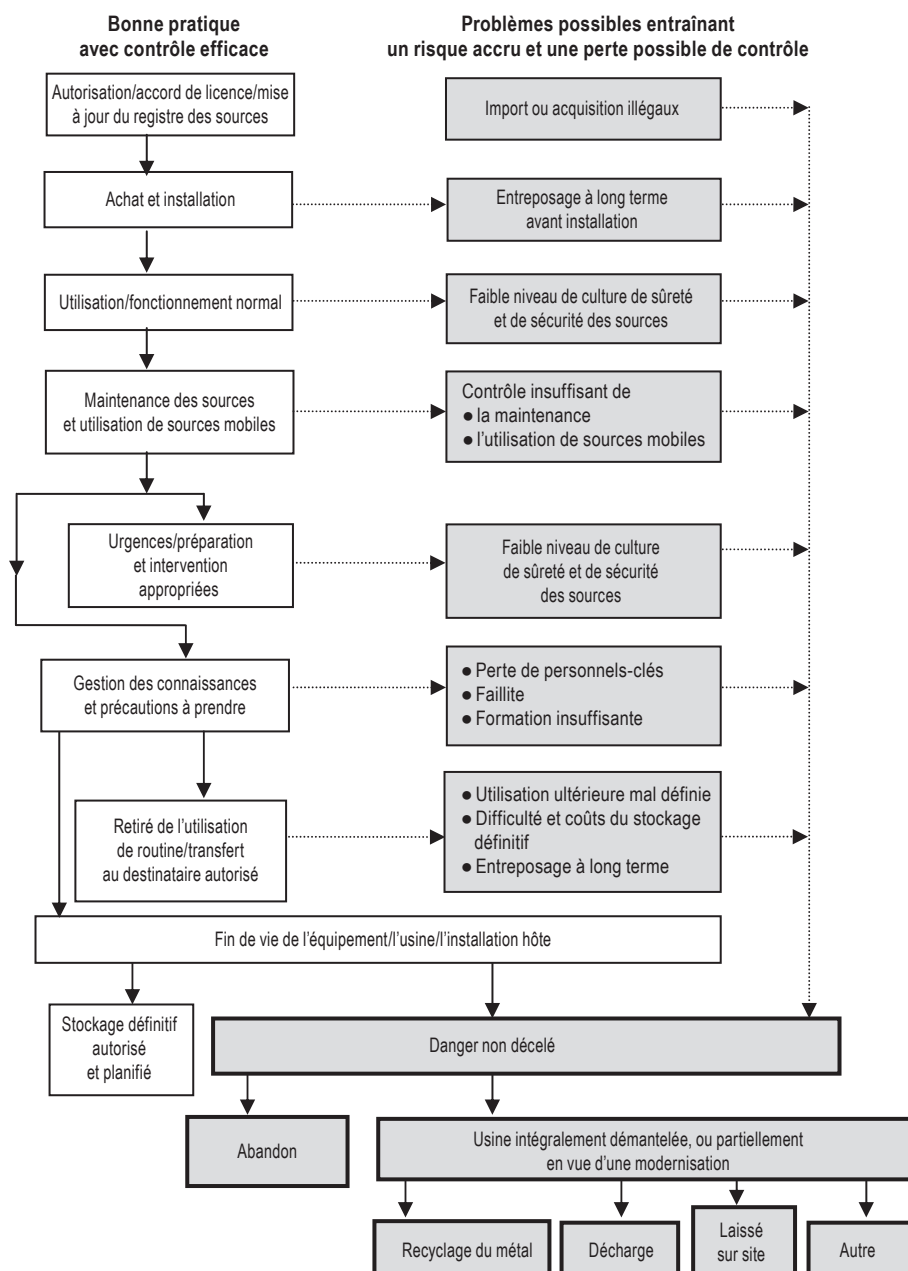 Bonne pratique
avec contrôle efficace
Problèmes possibles entraînant
un risque accru et une perte possible de contrôle
Autorisation/accord de licence/mise
à jour du registre des sources
Import ou acquisition illégaux
Achat et installation
Entreposage à long terme
avant installation
Utilisation/fonctionnement normal
Faible niveau de culture de sûreté
et de sécurité des sources
Maintenance des sources
et utilisation de sources mobiles
Contrôle insuffisant de
● la maintenance
● l'utilisation de sources mobiles
Urgences/préparation
et intervention
appropriées
Faible niveau de culture
de sûreté et de sécurité
des sources
Gestion des connaissances
et précautions à prendre
● Perte de personnels-clés
● Faillite
● Formation insuffisante
Retiré de l'utilisation
de routine/transfert
au destinataire autorisé
● Utilisation ultérieure mal définie
● Difficulté et coûts du stockage
définitif
● Entreposage à long terme
Fin de vie de l'équipement/l'usine/l'installation hôte
Stockage définitif
autorisé
et planifié
Danger non décelé
Abandon
Usine intégralement démantelée, ou partiellement
en vue d'une modernisation
Recyclage du métal
Décharge
Laissé
sur site
Autre